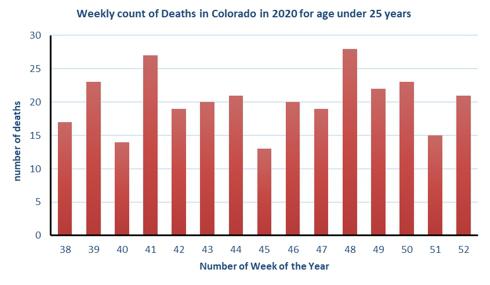 Weekly count of Deaths in Colorado in 2020 for age under 25 years
30
25
20
15
10
5
0
number of deaths
38 39 40 41 42 43 44 45 46 47 48 49 50 51 52
Number of Week of the Year